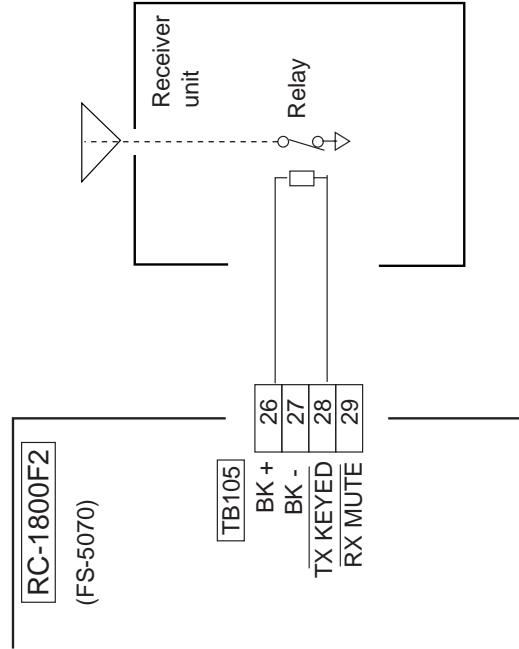 RC-1800F2
(FS-5070)
TB105
BK +
BK -
TX KEYED
RX MUTE
26
27
28
29
Receiver
unit
Relay